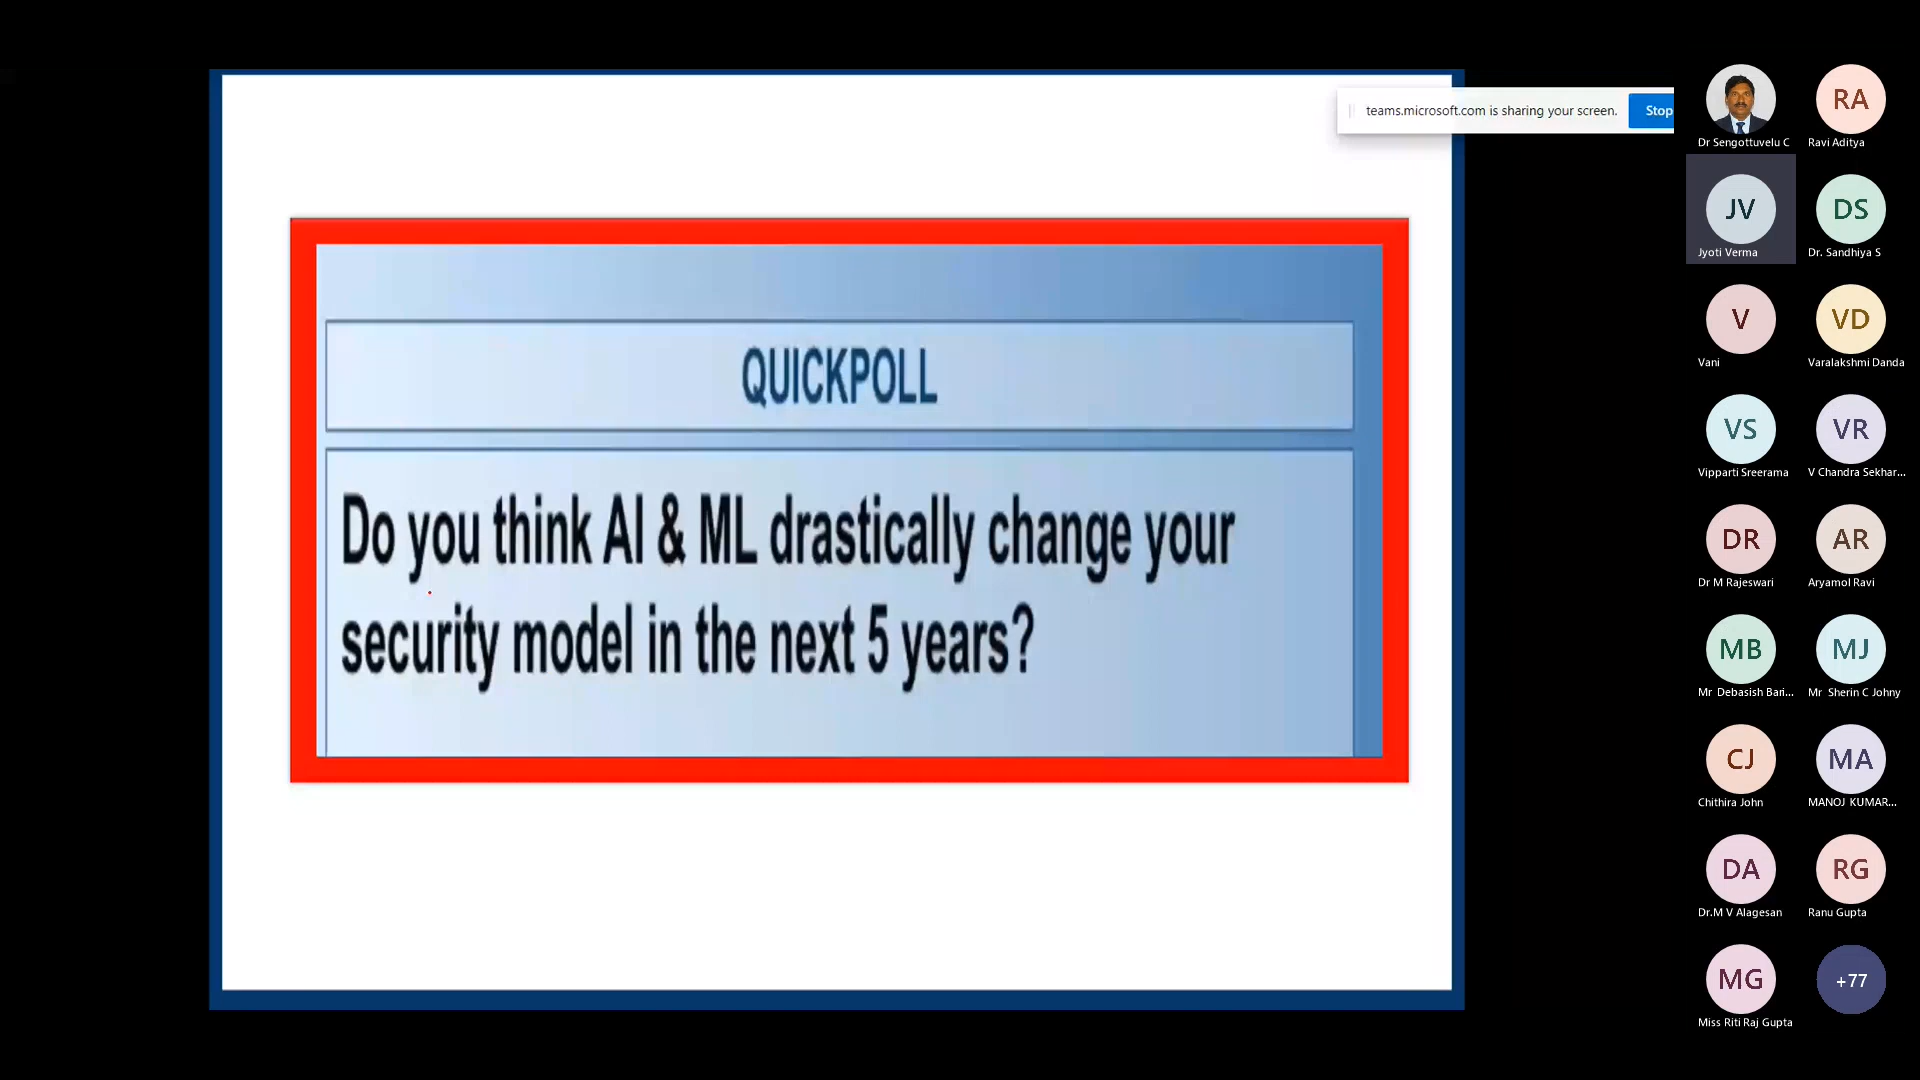 teams.microsoft.com is sharing your screen.
Stop
QUICKPOLL
Do you think AI & ML drastically change your
security model in the next 5 years?
Dr Sengottuvelu C
RA
Ravi Aditya
JV
Jyoti Verma
DS
Dr. Sandhiya S
V
Vani
VD
Varalakshmi Danda
VS
Vipparti Sreerama
VR
V Chandra Sekhar...
DR
Dr M Rajeswari
AR
Aryamol Ravi
MB
Mr Debasish Bari...
MJ
Mr Sherin C Johny
CJ
Chithira John
MA
MANOJ KUMAR...
DA
Dr.M V Alagesan
RG
Ranu Gupta
MG
Miss Riti Raj Gupta
+77